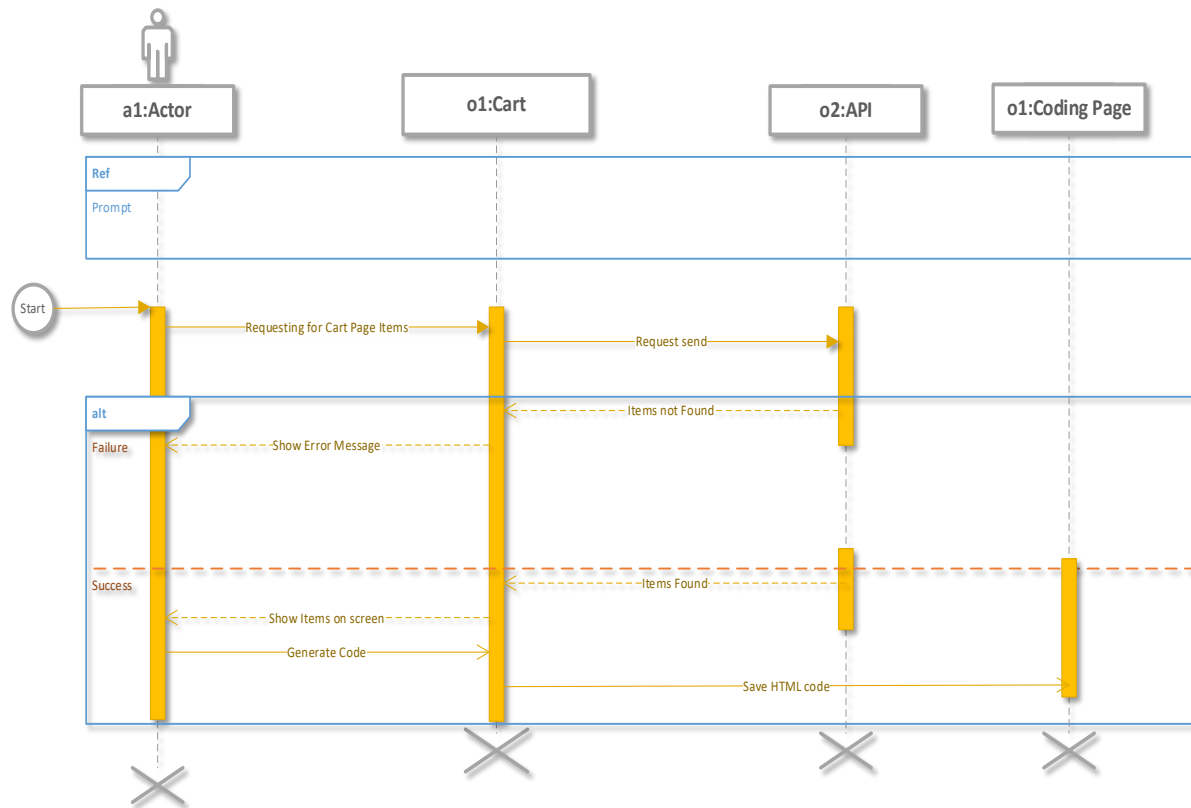 a1:Actor
o1:Cart
o2:API
o1:Coding Page
Ref
Prompt
Start
Requesting for Cart Page Items
Request send
alt
Items not Found
Failure
Show Error Message
Success
Items Found
Show Items on screen
Generate Code
Save HTML code